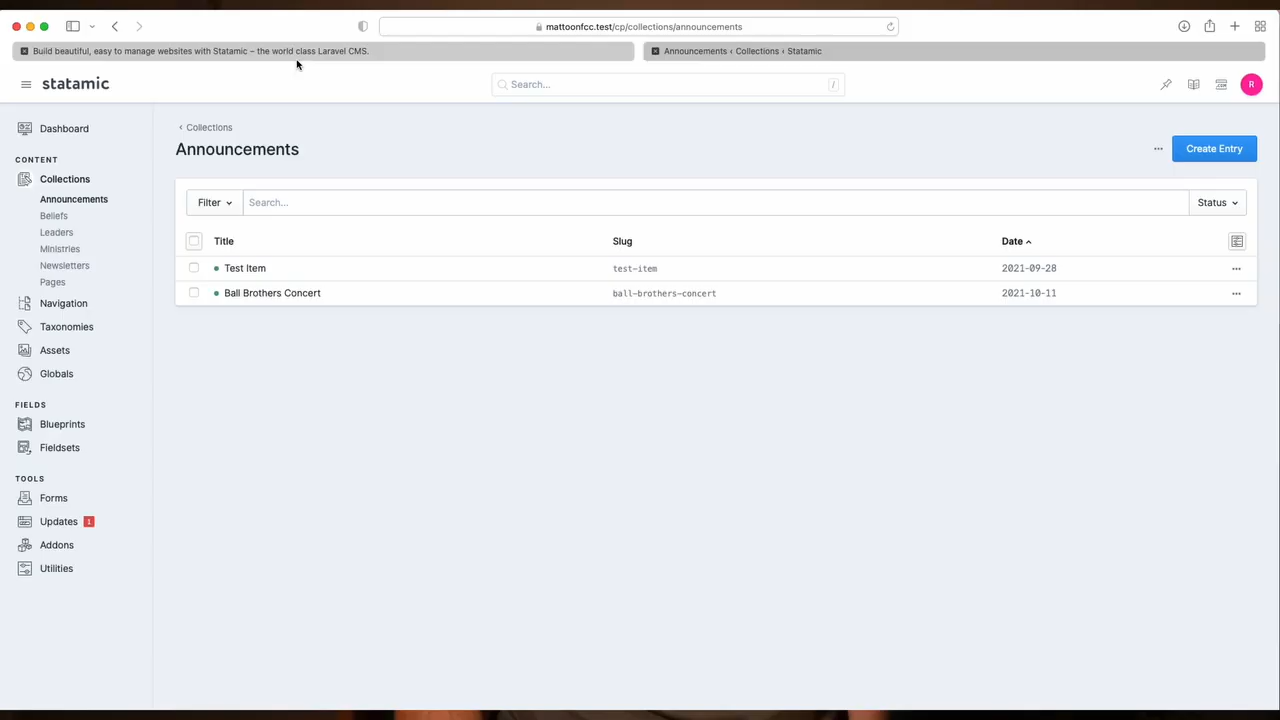 mattoonfcc.test/cp/collections/announcements
Build beautiful, easy to manage websites with Statamic – the world class Laravel CMS.
Announcements ‹ Collections ‹ Statamic
statamic
Search...
/
R
Dashboard
CONTENT
Collections
Announcements
Beliefs
Leaders
Ministries
Newsletters
Pages
Navigation
Taxonomies
Assets
Globals
FIELDS
Blueprints
Fieldsets
TOOLS
Forms
Updates 1
Addons
Utilities
‹ Collections
Announcements
Create Entry
Filter Search... Status
Title Slug Date
Test Item test-item 2021-09-28
Ball Brothers Concert ball-brothers-concert 2021-10-11